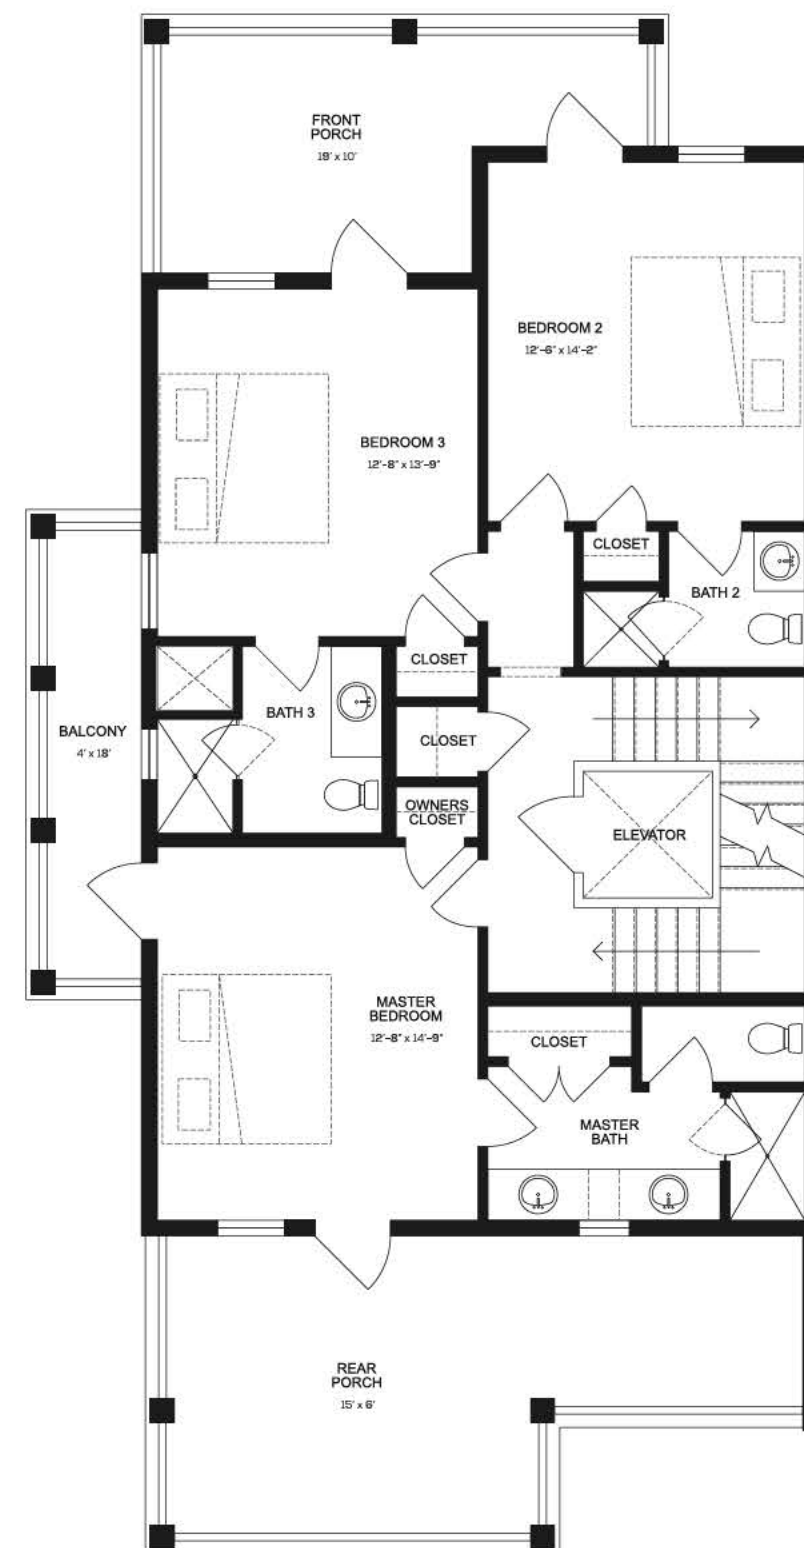 FRONT
PORCH
19' x 10'
BEDROOM 2
12'-6" x 14'-2"
BEDROOM 3
12'-8" x 13'-9"
CLOSET
BATH 2
CLOSET
BATH 3
BALCONY
4' x 18'
CLOSET
OWNERS
CLOSET
ELEVATOR
MASTER
BEDROOM
12'-8" x 14'-9"
CLOSET
MASTER
BATH
REAR
PORCH
15' x 6'